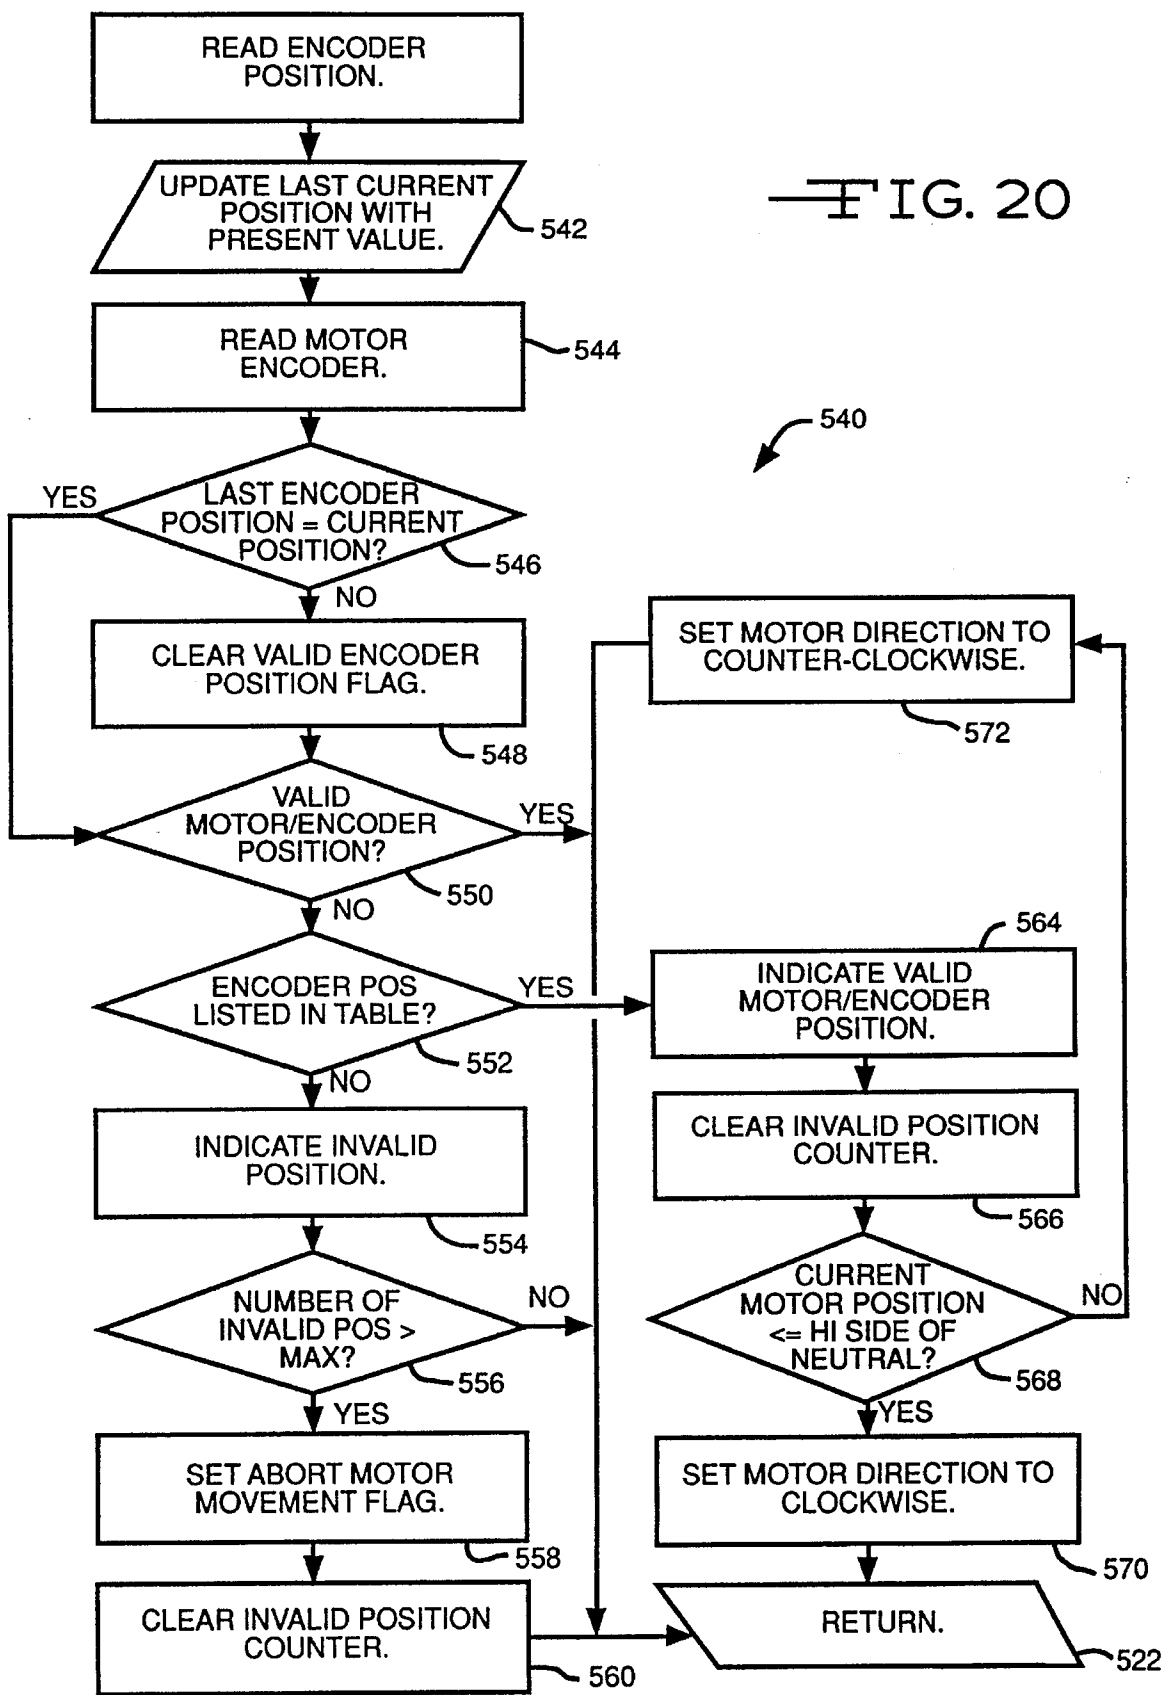 READ ENCODER
POSITION.
UPDATE LAST CURRENT
POSITION WITH
PRESENT VALUE.
542
FIG. 20
READ MOTOR
ENCODER.
544
540
YES
LAST ENCODER
POSITION = CURRENT
POSITION?
546
NO
CLEAR VALID ENCODER
POSITION FLAG.
548
SET MOTOR DIRECTION TO
COUNTER-CLOCKWISE.
572
VALID
MOTOR/ENCODER
POSITION?
YES
550
NO
ENCODER POS
LISTED IN TABLE?
YES
552
NO
564
INDICATE VALID
MOTOR/ENCODER
POSITION.
CLEAR INVALID POSITION
COUNTER.
566
INDICATE INVALID
POSITION.
554
NUMBER OF
INVALID POS >
MAX?
NO
556
YES
CURRENT
MOTOR POSITION
<= HI SIDE OF
NEUTRAL?
NO
568
YES
SET ABORT MOTOR
MOVEMENT FLAG.
558
SET MOTOR DIRECTION TO
CLOCKWISE.
570
CLEAR INVALID POSITION
COUNTER.
560
RETURN.
522